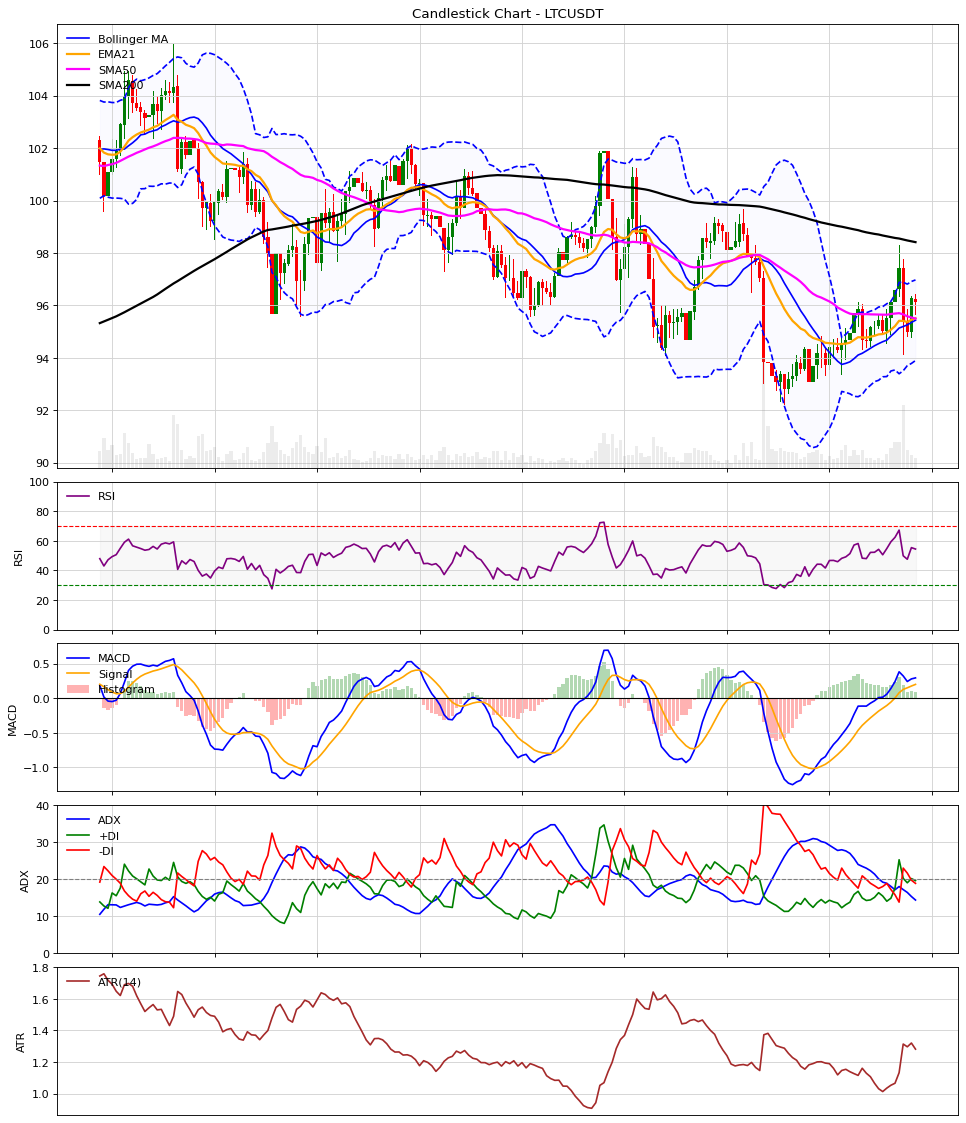 Candlestick Chart - LTCUSDT
Bollinger MA
EMA21
SMA50
SMA200
106
104
102
100
98
96
94
92
90
RSI
RSI
100
80
60
40
20
0
MACD
Signal
Histogram
MACD
0.5
0.0
−0.5
−1.0
ADX
+DI
-DI
ADX
40
30
20
10
0
ATR(14)
ATR
1.8
1.6
1.4
1.2
1.0